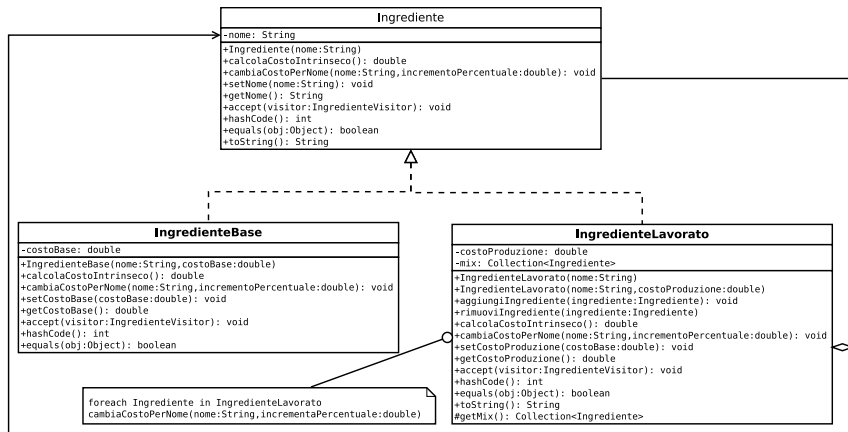 Ingrediente
-nome: String
+Ingrediente(nome:String)
+calcolaCostoIntrinseco(): double
+cambiaCostoPerNome(nome:String,incrementoPercentuale:double): void
+setNome(nome:String): void
+getNome(): String
+accept(visitor:IngredienteVisitor): void
+hashCode(): int
+equals(obj:Object): boolean
+toString(): String
IngredienteBase
-costoBase: double
+IngredienteBase(nome:String,costoBase:double)
+calcolaCostoIntrinseco(): double
+cambiaCostoPerNome(nome:String,incrementoPercentuale:double): void
+setCostoBase(costoBase:double): void
+getCostoBase(): double
+accept(visitor:IngredienteVisitor): void
+hashCode(): int
+equals(obj:Object): boolean
IngredienteLavorato
-costoProduzione: double
-mix: Collection<Ingrediente>
+IngredienteLavorato(nome:String)
+IngredienteLavorato(nome:String,costoProduzione:double)
+aggiungiIngrediente(ingrediente:Ingrediente): void
+rimuoviIngrediente(ingrediente:Ingrediente)
+calcolaCostoIntrinseco(): double
+cambiaCostoPerNome(nome:String,incrementoPercentuale:double): void
+setCostoProduzione(costoBase:double): void
+getCostoProduzione(): double
+accept(visitor:IngredienteVisitor): void
+hashCode(): int
+equals(obj:Object): boolean
+toString(): String
#getMix(): Collection<Ingrediente>
foreach Ingrediente in IngredienteLavorato
cambiaCostoPerNome(nome:String,incrementaPercentuale:double)